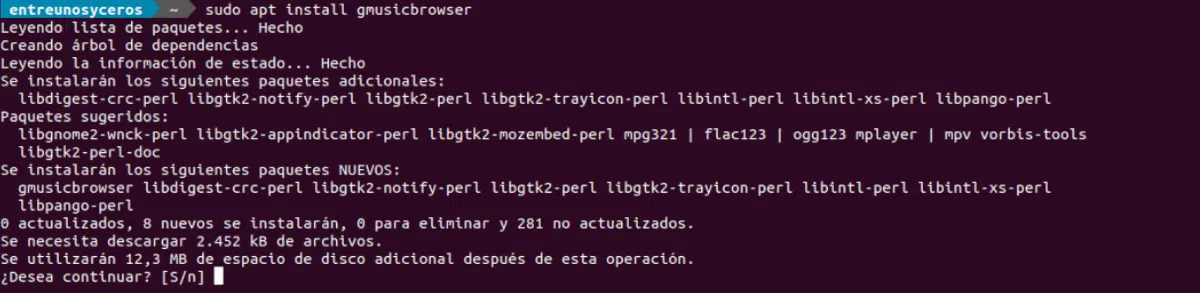 entreunosyceros ~ sudo apt install gmusicbrowser
Leyendo lista de paquetes... Hecho
Creando árbol de dependencias
Leyendo la información de estado... Hecho
Se instalarán los siguientes paquetes adicionales:
libdigest-crc-perl libgtk2-notify-perl libgtk2-perl libgtk2-trayicon-perl libintl-perl libintl-xs-perl libpango-perl
Paquetes sugeridos:
libgnome2-wnck-perl libgtk2-appindicator-perl libgtk2-mozembed-perl mpg321 | flac123 | ogg123 mplayer | mpv vorbis-tools
libgtk2-perl-doc
Se instalarán los siguientes paquetes NUEVOS:
gmusicbrowser libdigest-crc-perl libgtk2-notify-perl libgtk2-perl libgtk2-trayicon-perl libintl-perl libintl-xs-perl
libpango-perl
0 actualizados, 8 nuevos se instalarán, 0 para eliminar y 281 no actualizados.
Se necesita descargar 2.452 kB de archivos.
Se utilizarán 12,3 MB de espacio de disco adicional después de esta operación.
¿Desea continuar? [S/n]